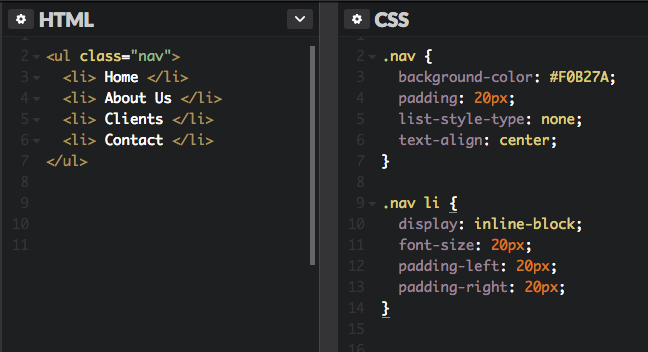 HTML
1
2 <ul class="nav">
3 <li> Home </li>
4 <li> About Us </li>
5 <li> Clients </li>
6 <li> Contact </li>
7 </ul>
8
9
10
11
CSS
1
2 .nav {
3 background-color: #F0B27A;
4 padding: 20px;
5 list-style-type: none;
6 text-align: center;
7 }
8
9 .nav li {
10 display: inline-block;
11 font-size: 20px;
12 padding-left: 20px;
13 padding-right: 20px;
14 }
15
16